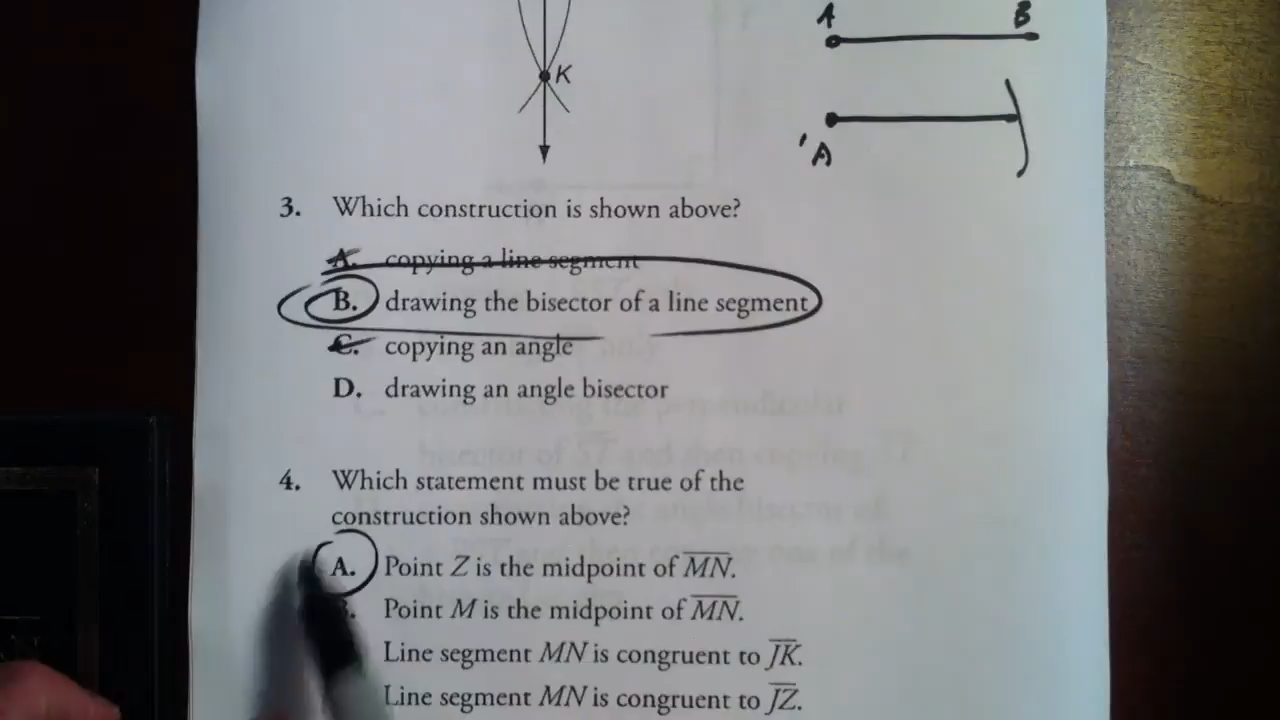 A B
K
'A
3. Which construction is shown above?
A. copying a line segment
B. drawing the bisector of a line segment
C. copying an angle
D. drawing an angle bisector
4. Which statement must be true of the
construction shown above?
A. Point Z is the midpoint of MN.
B. Point M is the midpoint of MN.
Line segment MN is congruent to JK.
Line segment MN is congruent to JZ.